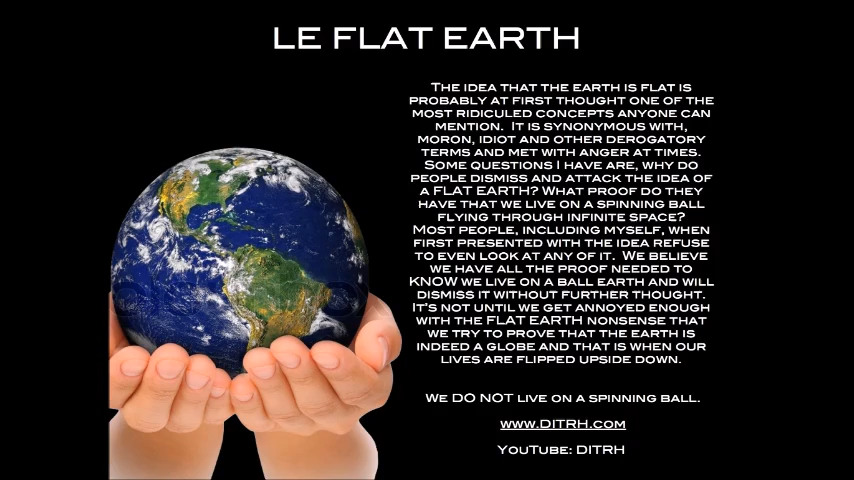 LE FLAT EARTH
The idea that the earth is flat is
probably at first thought one of the
most ridiculed concepts anyone can
mention. It is synonymous with,
moron, idiot and other derogatory
terms and met with anger at times.
Some questions I have are, why do
people dismiss and attack the idea of
a FLAT EARTH? What proof do they
have that we live on a spinning ball
flying through infinite space?
Most people, including myself, when
first presented with the idea refuse
to even look at any of it. We believe
we have all the proof needed to
KNOW we live on a ball earth and will
dismiss it without further thought.
It's not until we get annoyed enough
with the FLAT EARTH nonsense that
we try to prove that the earth is
indeed a globe and that is when our
lives are flipped upside down.
We DO NOT live on a spinning ball.
www.DITRH.com
YouTube: DITRH